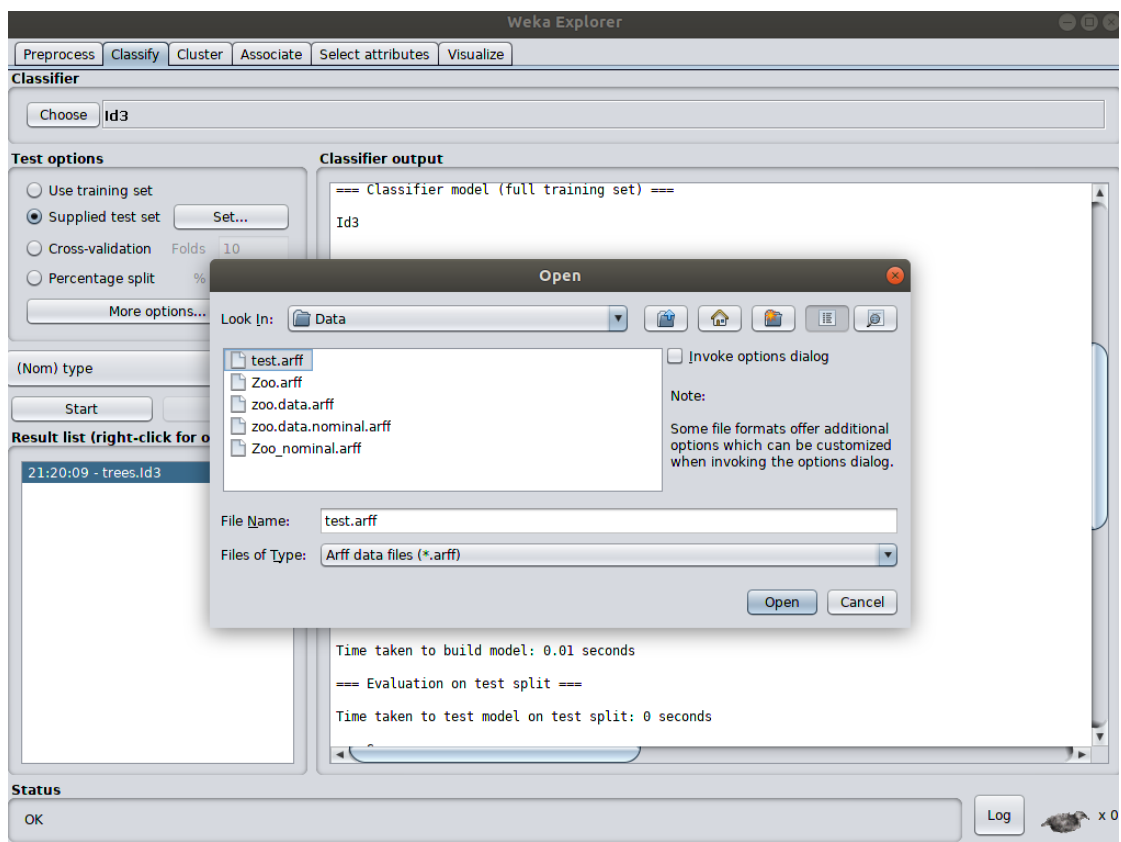 Weka Explorer
Preprocess Classify Cluster Associate Select attributes Visualize
Classifier
Choose Id3
Test options
Use training set
Supplied test set Set...
Cross-validation Folds 10
Percentage split %
More options...
(Nom) type
Start
Result list (right-click for o
21:20:09 - trees.Id3
Classifier output
=== Classifier model (full training set) ===
Id3
Open
Look In: Data
test.arff
Zoo.arff
zoo.data.arff
zoo.data.nominal.arff
Zoo_nominal.arff
Invoke options dialog
Note:
Some file formats offer additional
options which can be customized
when invoking the options dialog.
File Name: test.arff
Files of Type: Arff data files (*.arff)
Open Cancel
Time taken to build model: 0.01 seconds
=== Evaluation on test split ===
Time taken to test model on test split: 0 seconds
Status
OK
Log x 0